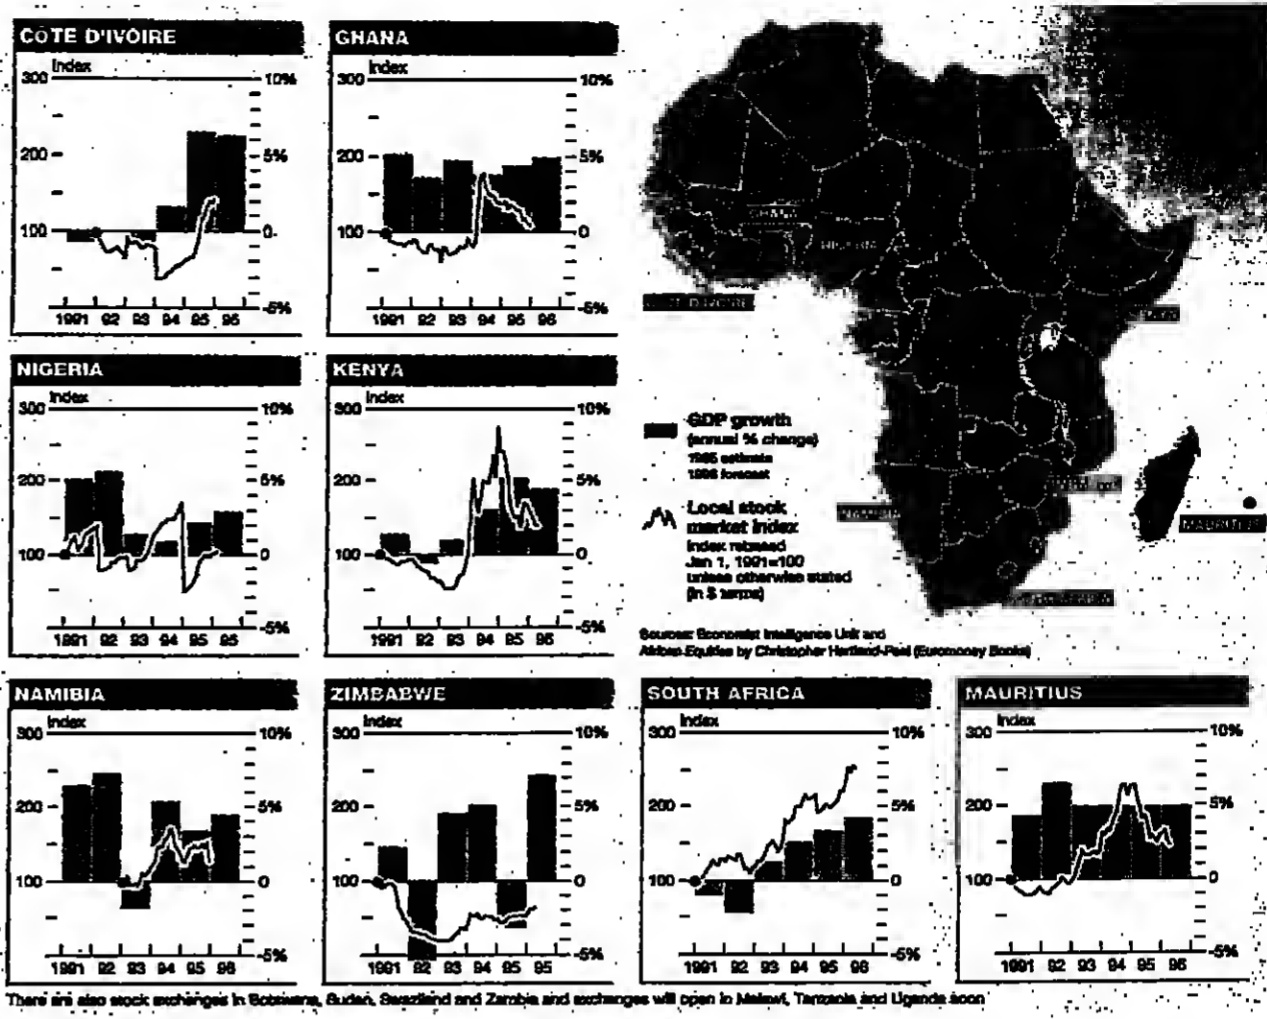 CÔTE D'IVOIRE
Index
300
10%
200
5%
100
0
-5%
1991 92 93 94 95 96
GHANA
Index
300
10%
200
5%
100
0
-5%
1991 92 93 94 95 96
NIGERIA
Index
300
10%
200
5%
100
0
-5%
1991 92 93 94 95 96
KENYA
Index
300
10%
200
5%
100
0
-5%
1991 92 93 94 95 96
GHANA
NIGERIA
MAURITIUS
GDP growth
(annual % change)
1995 estimate
1996 forecast
Local stock
market index
Index rebased
Jan 1, 1991=100
unless otherwise stated
(in $ terms)
Sources: Economist Intelligence Unit and
African Equities by Christopher Hartland-Peel (Euromoney Books)
NAMIBIA
Index
300
10%
200
5%
100
0
-5%
1991 92 93 94 95 96
ZIMBABWE
Index
300
10%
200
5%
100
0
-5%
1991 92 93 94 95 95
SOUTH AFRICA
Index
300
10%
200
5%
100
0
-5%
1991 92 93 94 95 96
MAURITIUS
Index
300
10%
200
5%
100
0
-5%
1991 92 93 94 95 96
There are also stock exchanges in Botswana, Sudan, Swaziland and Zambia and exchanges will open in Malawi, Tanzania and Uganda soon